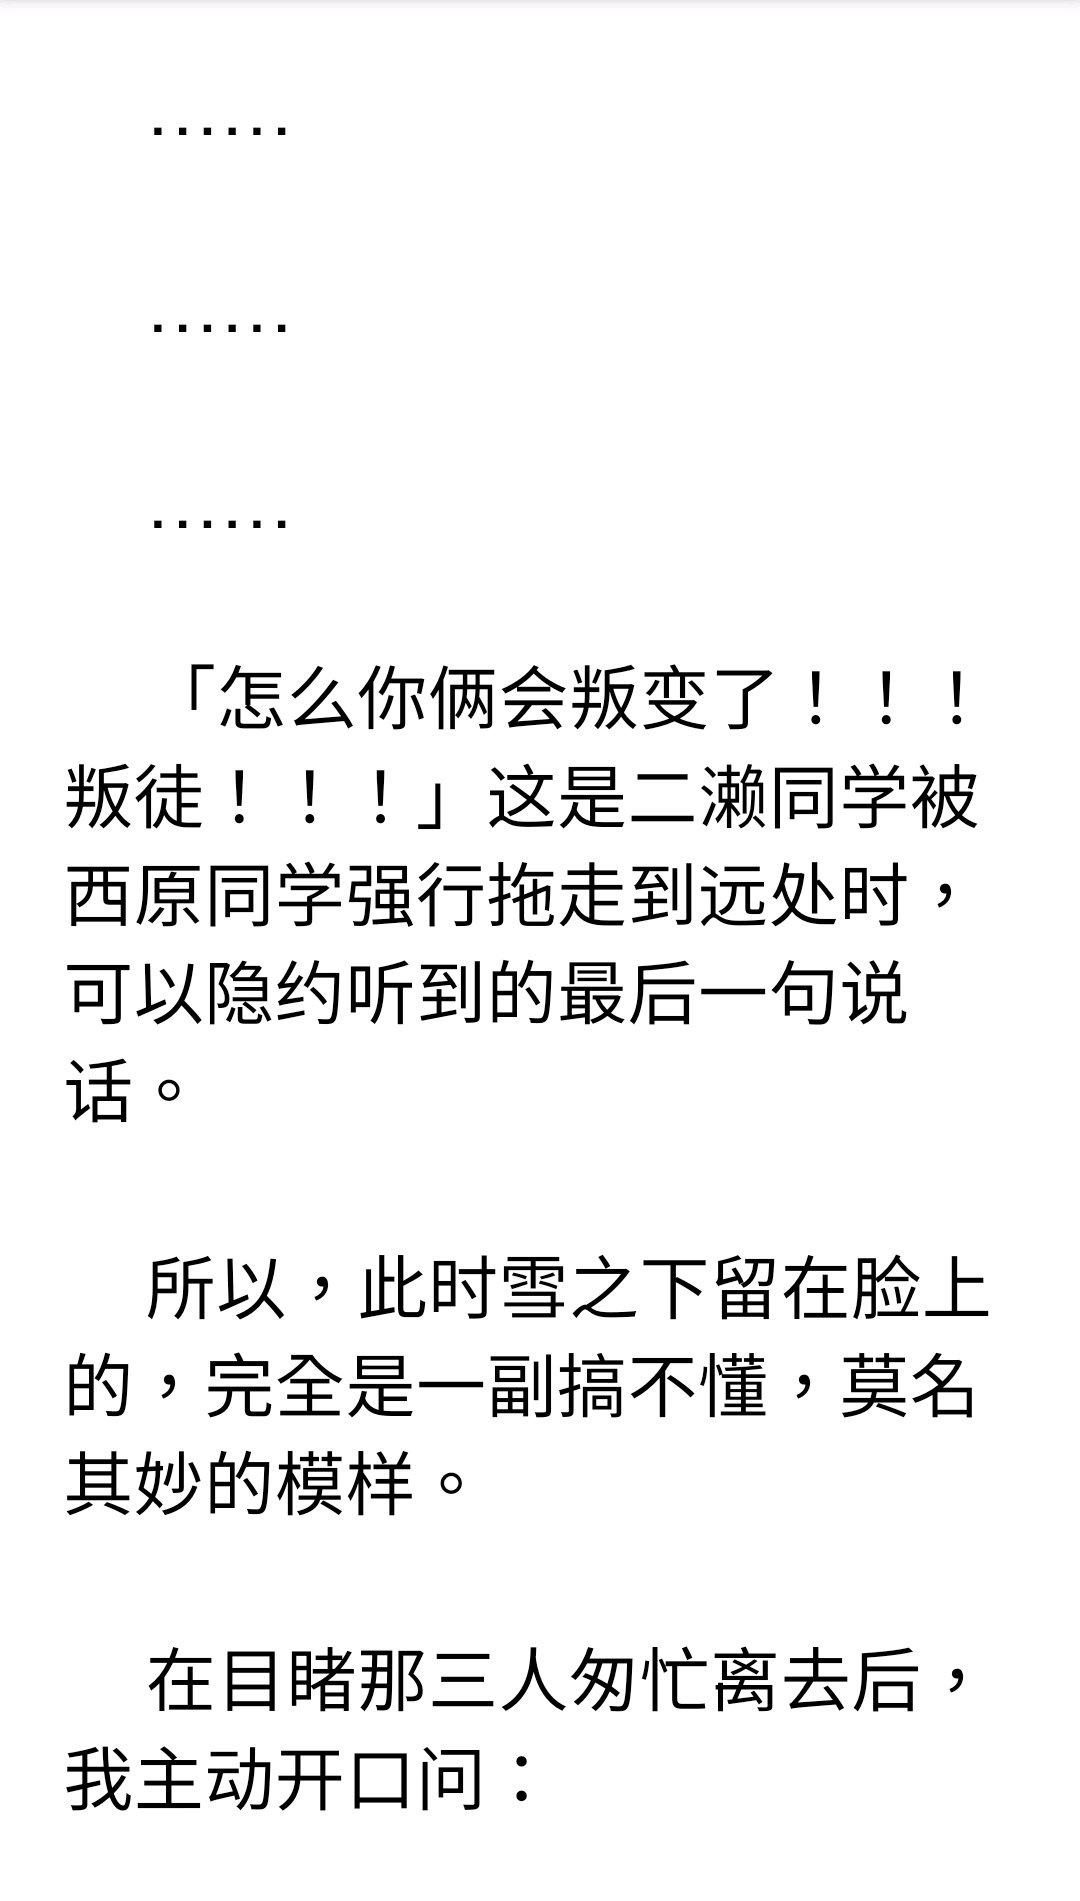 ……
……
……
「怎么你俩会叛变了！！！
叛徒！！！」这是二濑同学被
西原同学强行拖走到远处时，
可以隐约听到的最后一句说
话。
所以，此时雪之下留在脸上
的，完全是一副搞不懂，莫名
其妙的模样。
在目睹那三人匆忙离去后，
我主动开口问：